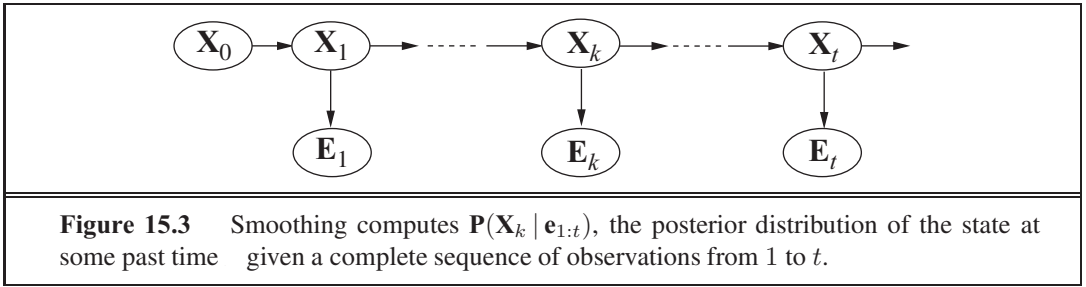 X₀ X₁ Xₖ Xₜ
E₁ Eₖ Eₜ
Figure 15.3 Smoothing computes P(Xₖ | e₁:ₜ), the posterior distribution of the state at
some past time given a complete sequence of observations from 1 to t.